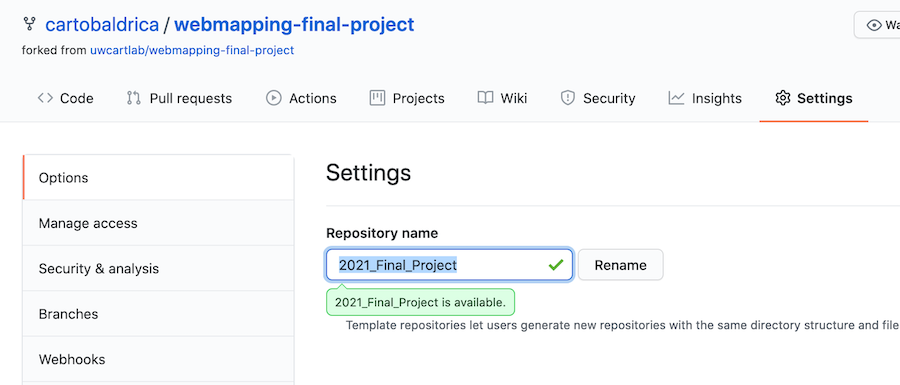 cartobaldrica / webmapping-final-project
forked from uwcartlab/webmapping-final-project
Wa
Code Pull requests Actions Projects Wiki Security Insights Settings
Options
Manage access
Security & analysis
Branches
Webhooks
Settings
Repository name
2021_Final_Project Rename
2021_Final_Project is available.
Template repositories let users generate new repositories with the same directory structure and file